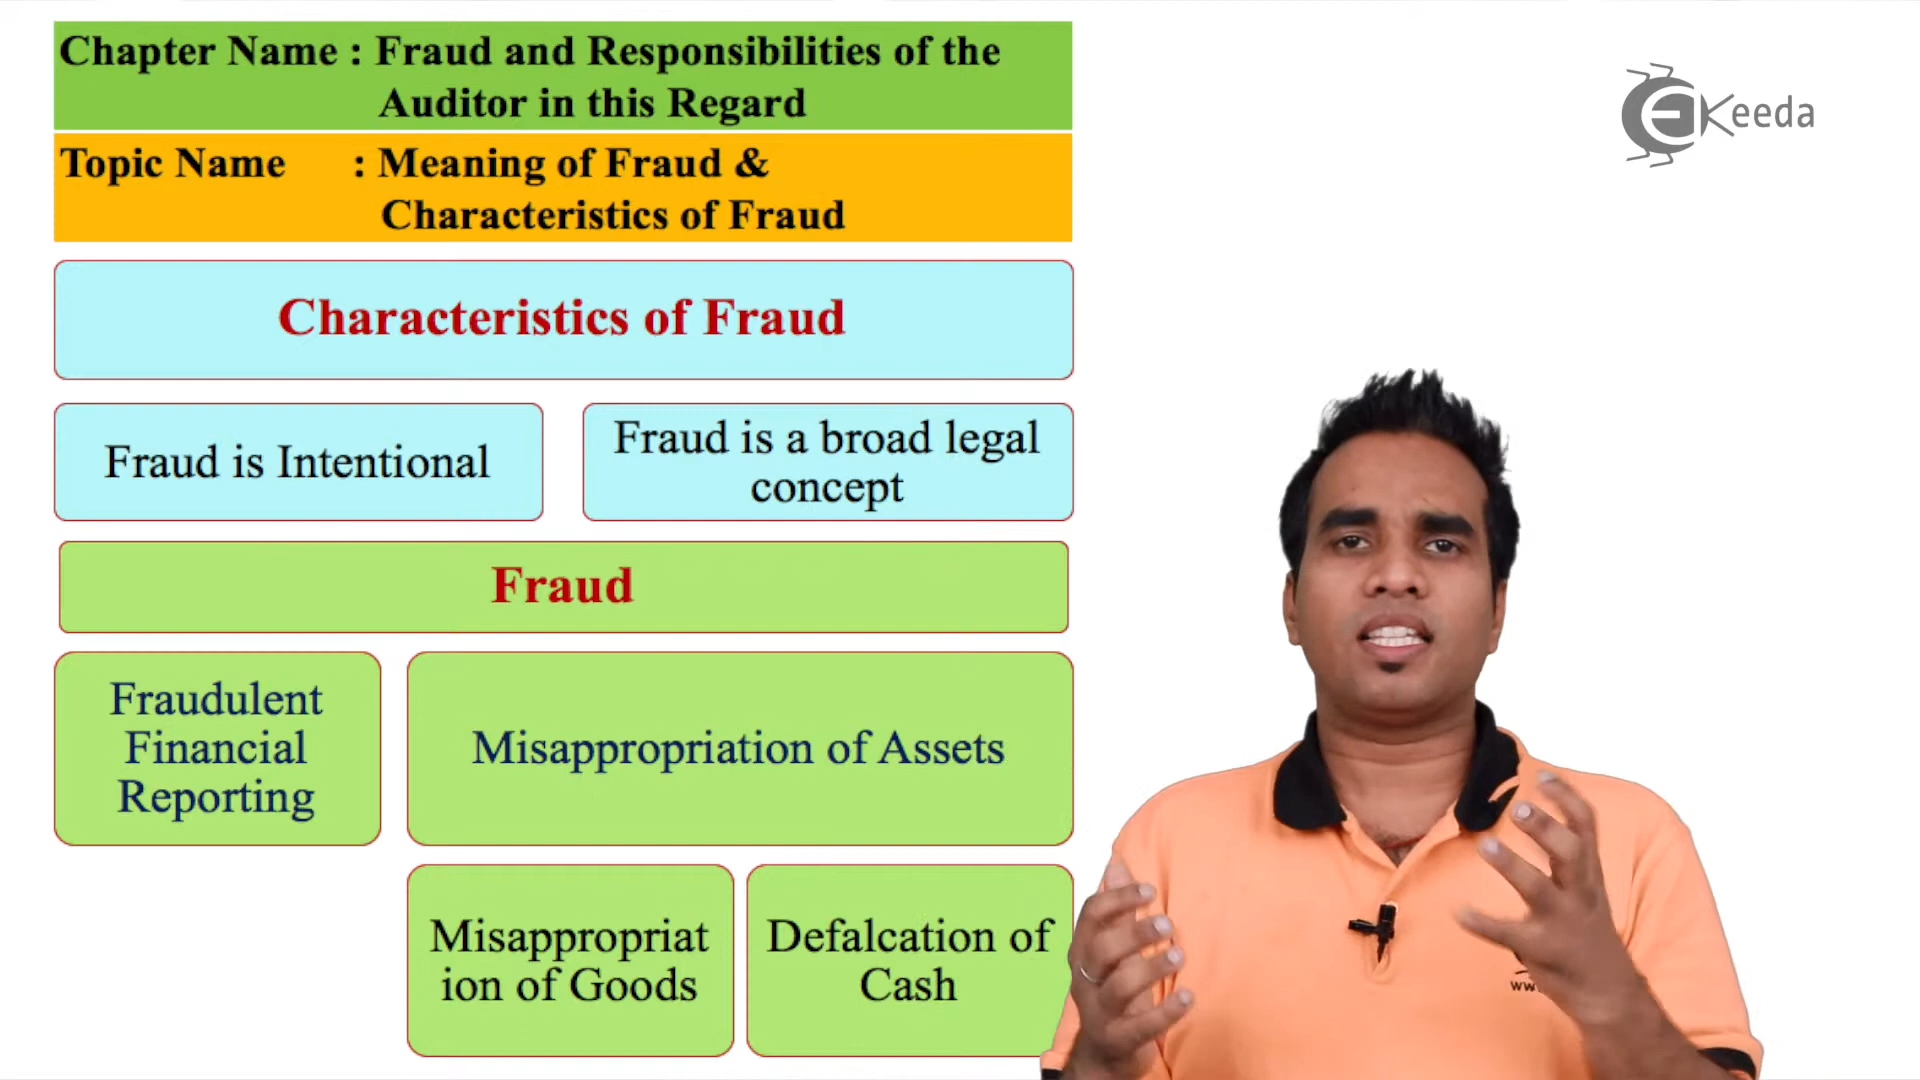 Chapter Name : Fraud and Responsibilities of the
Auditor in this Regard
Topic Name : Meaning of Fraud &
Characteristics of Fraud
Keeda
Characteristics of Fraud
Fraud is Intentional
Fraud is a broad legal
concept
Fraud
Fraudulent
Financial
Reporting
Misappropriation of Assets
Misappropriat
ion of Goods
Defalcation of
Cash